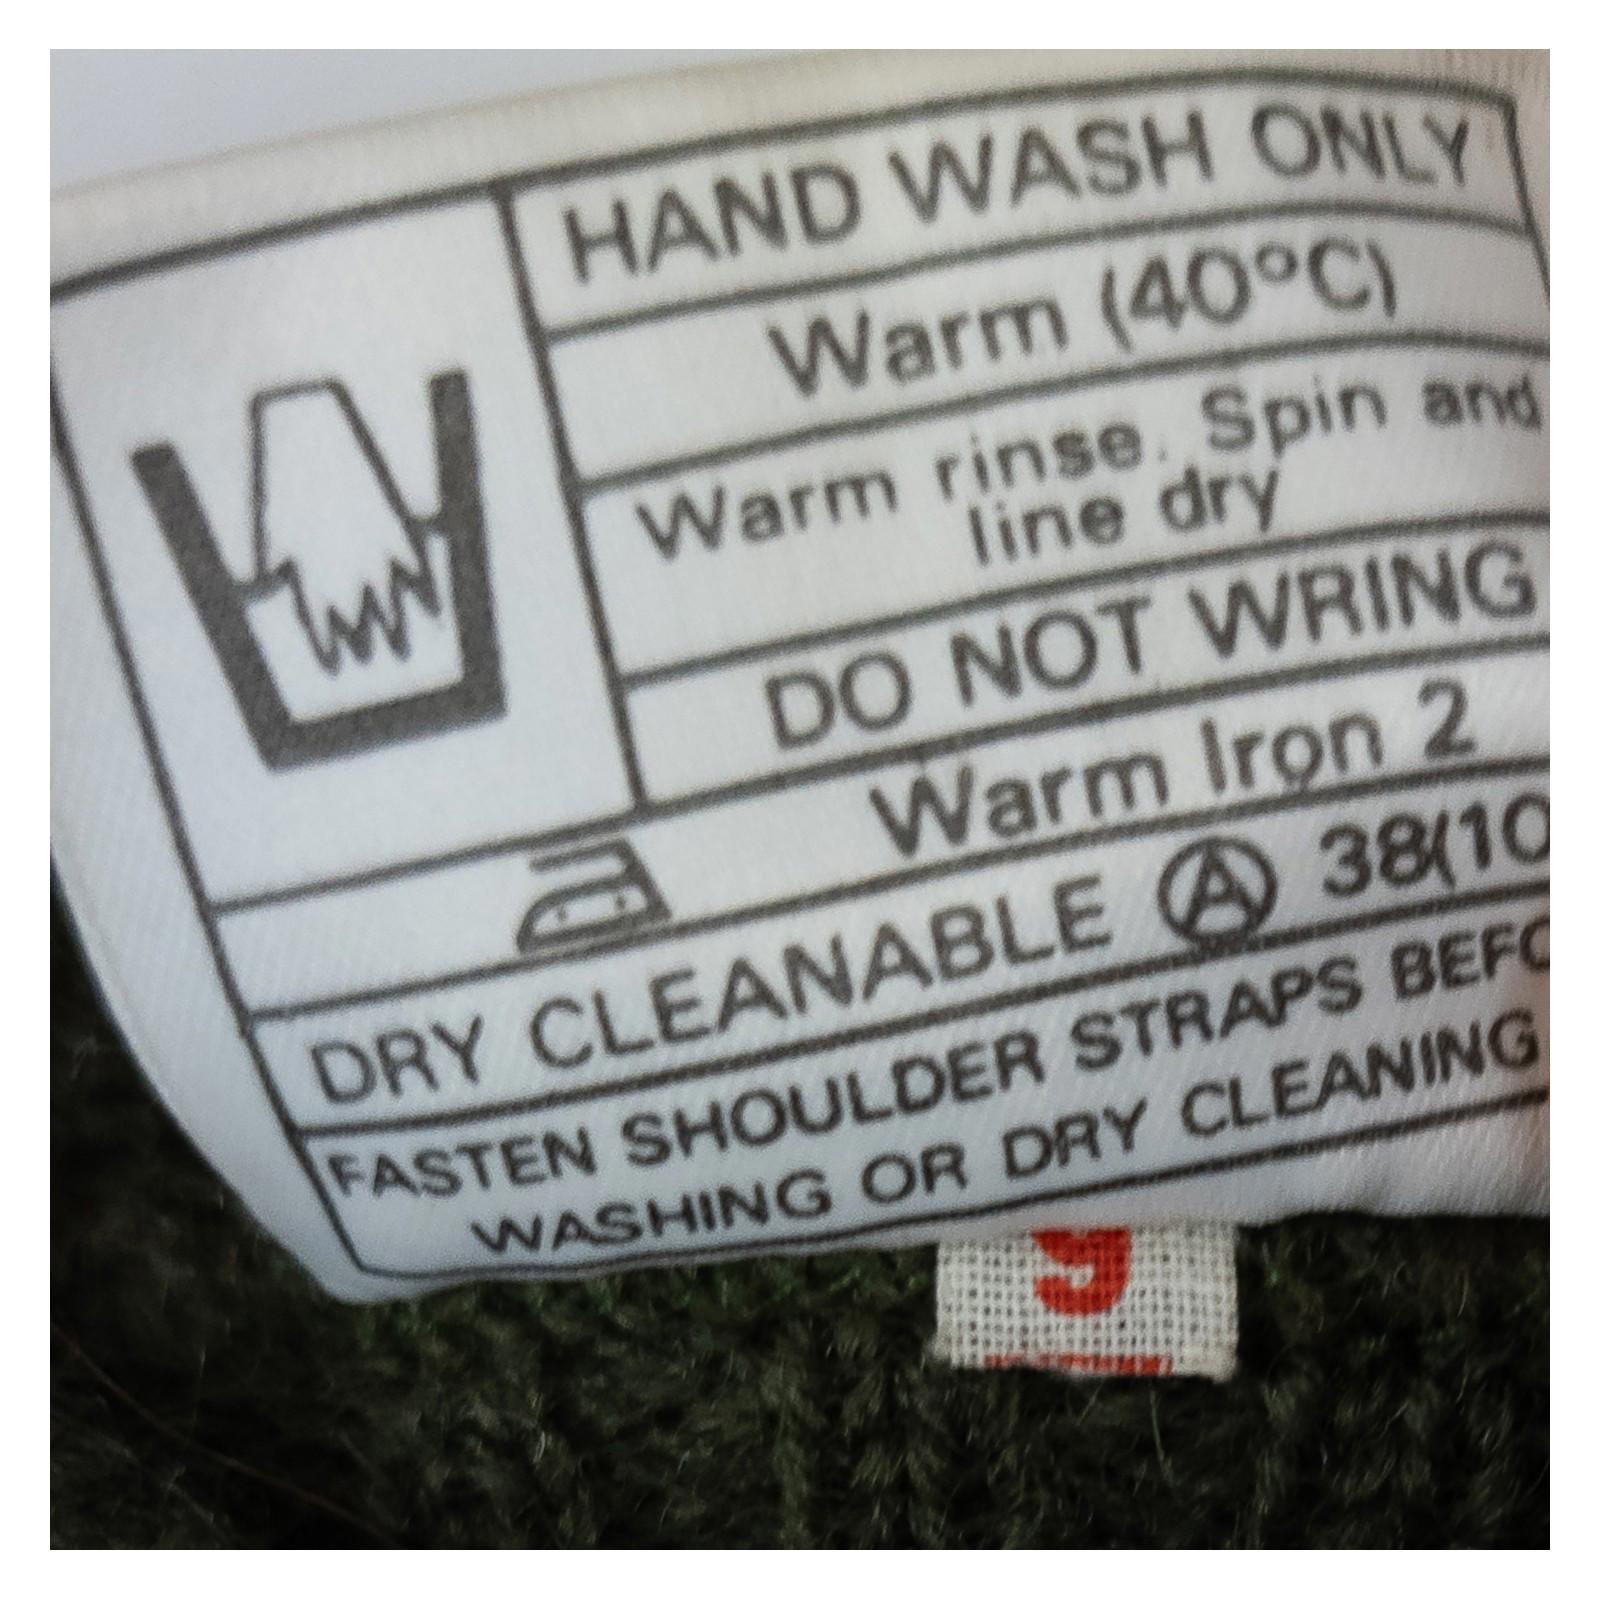 HAND WASH ONLY
Warm (40°C)
Warm rinse. Spin and
line dry
DO NOT WRING
Warm Iron 2
DRY CLEANABLE Ⓐ 38(10
FASTEN SHOULDER STRAPS BEFO
WASHING OR DRY CLEANING
9